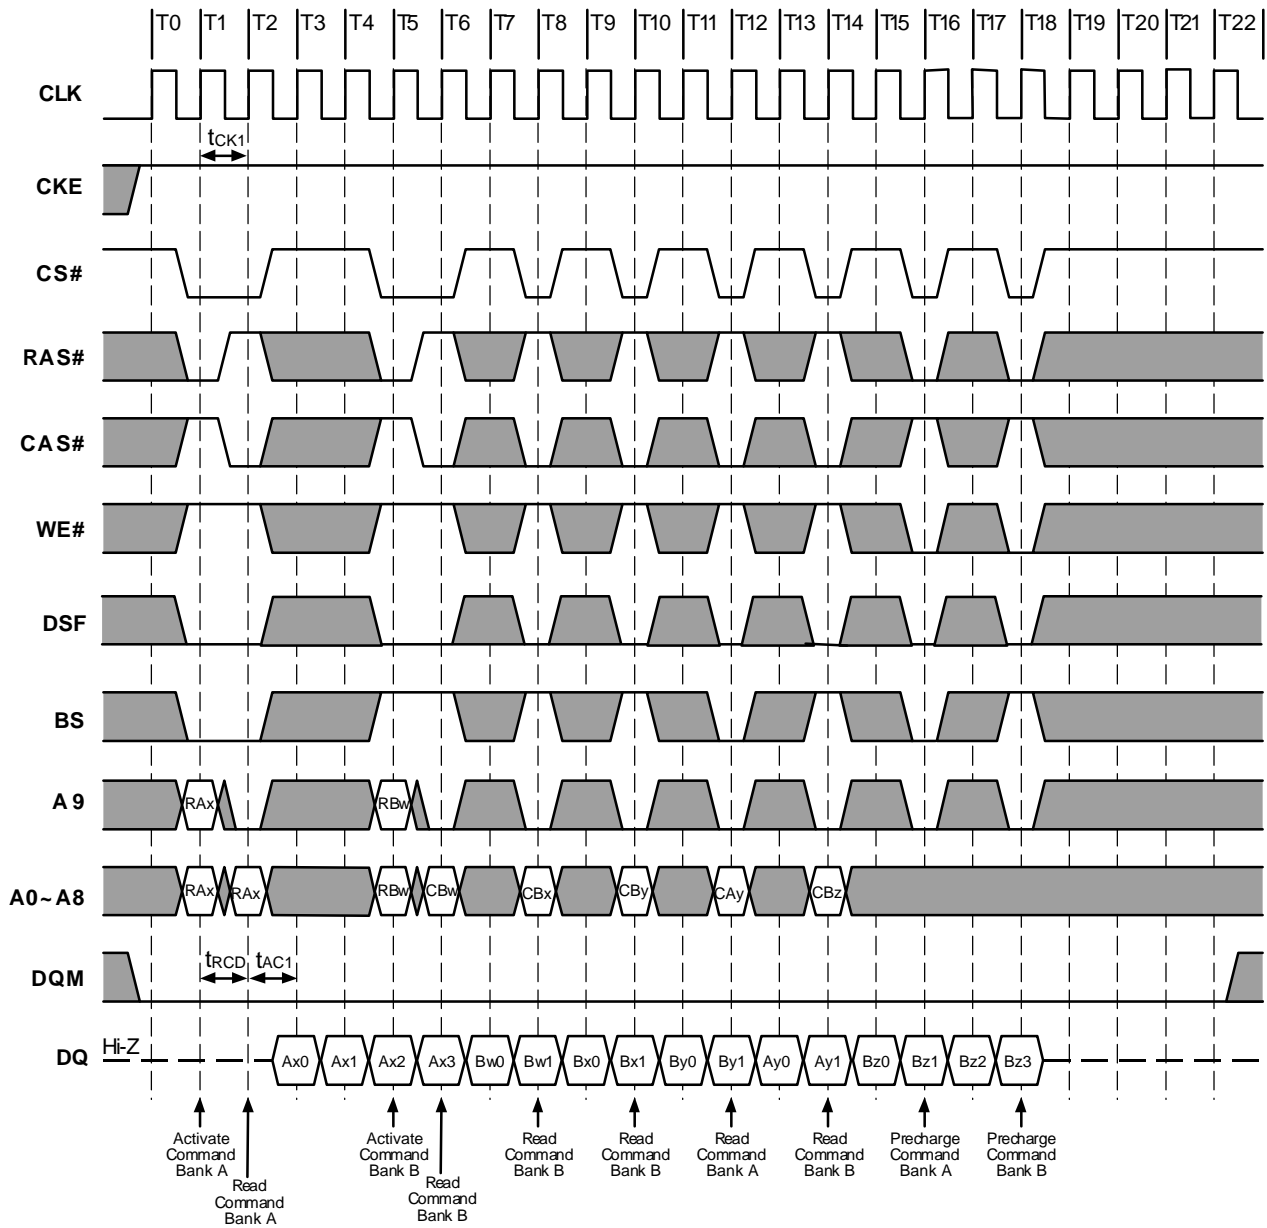 T0 T1 T2 T3 T4 T5 T6 T7 T8 T9 T10 T11 T12 T13 T14 T15 T16 T17 T18 T19 T20 T21 T22
CLK
tCK1
CKE
CS#
RAS#
CAS#
WE#
DSF
BS
A9 RAx RBw
A0~A8 RAx RAx RBw CBw CBx CBy CAy CBz
tRCD tAC1
DQM
Hi-Z
DQ Ax0 Ax1 Ax2 Ax3 Bw0 Bw1 Bx0 Bx1 By0 By1 Ay0 Ay1 Bz0 Bz1 Bz2 Bz3
Activate
Command
Bank A
Read
Command
Bank A
Activate
Command
Bank B
Read
Command
Bank B
Read
Command
Bank B
Read
Command
Bank B
Read
Command
Bank A
Read
Command
Bank B
Precharge
Command
Bank A
Precharge
Command
Bank B